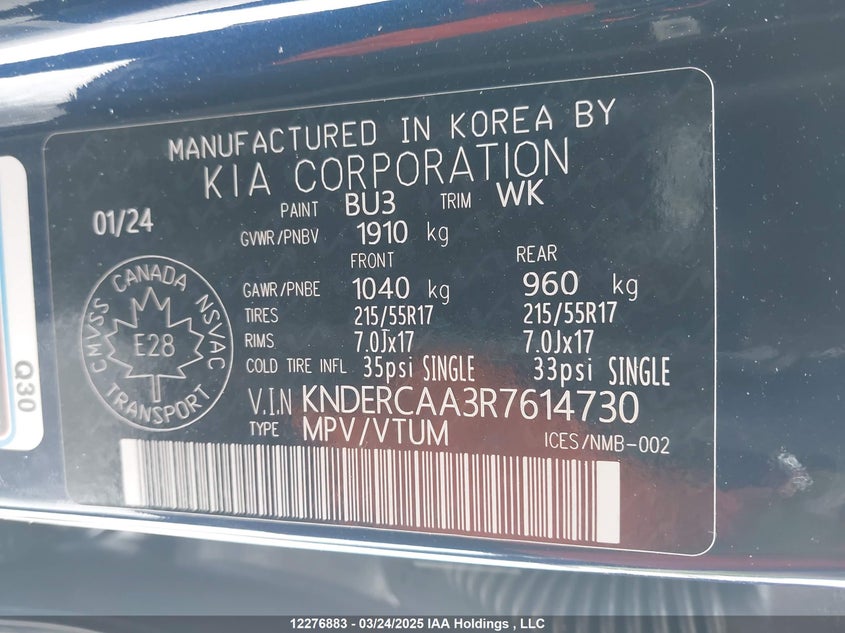 MANUFACTURED IN KOREA BY
KIA CORPORATION
01/24
PAINT BU3 TRIM WK
GVWR/PNBV 1910 kg
FRONT REAR
GAWR/PNBE 1040 kg 960 kg
TIRES 215/55R17 215/55R17
RIMS 7.0Jx17 7.0Jx17
COLD TIRE INFL 35psi SINGLE 33psi SINGLE
V.I.N KNDERCAA3R7614730
TYPE MPV/VTUM ICES/NMB-002
CANADA
CMVSS NSVAC
E28
TRANSPORT
Q30
12276883 - 03/24/2025 IAA Holdings , LLC